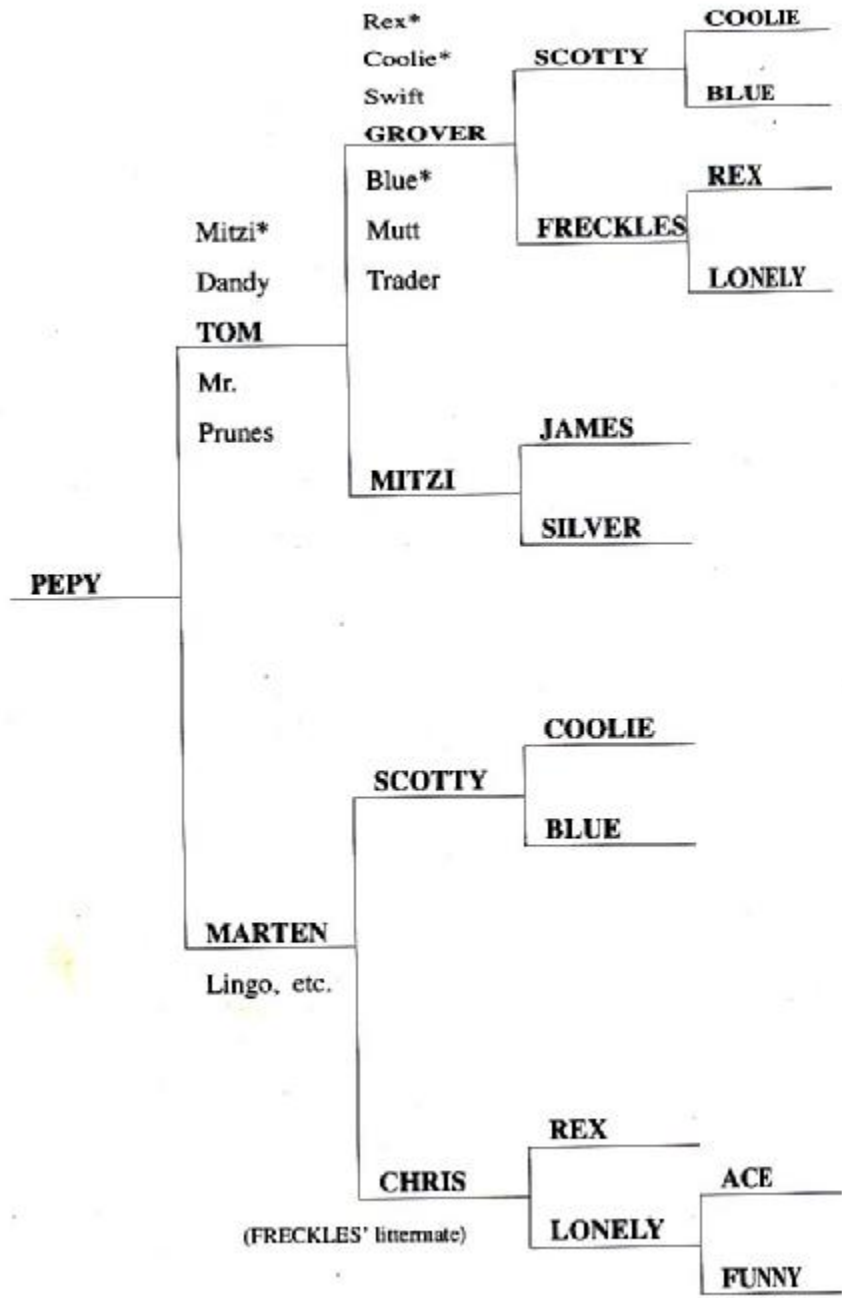 Rex*
COOLIE
Coolie*
SCOTTY
Swift
BLUE
GROVER
Blue*
REX
Mitzi*
Mutt
FRECKLES
Dandy
Trader
LONELY
TOM
Mr.
Prunes
JAMES
MITZI
SILVER
PEPY
COOLIE
SCOTTY
BLUE
MARTEN
Lingo, etc.
REX
CHRIS
ACE
(FRECKLES' littermate)
LONELY
FUNNY